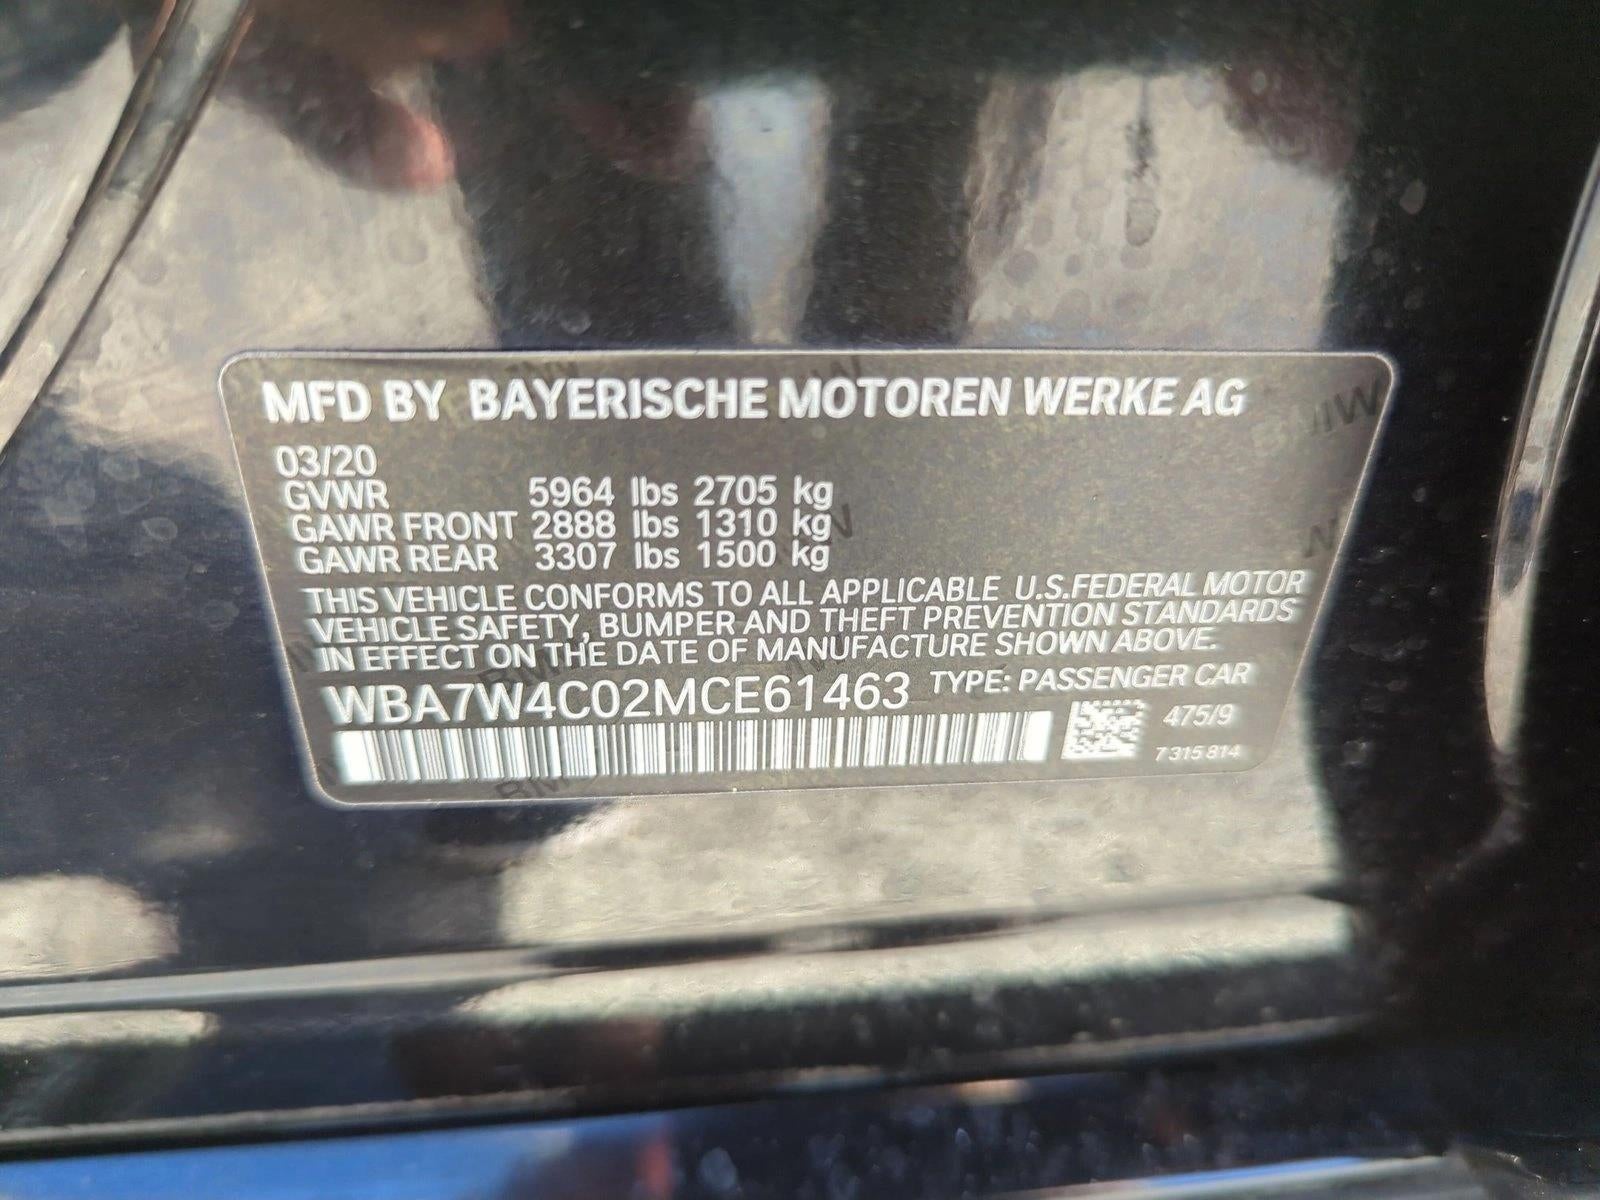 MFD BY BAYERISCHE MOTOREN WERKE AG
03/20
GVWR 5964 lbs 2705 kg
GAWR FRONT 2888 lbs 1310 kg
GAWR REAR 3307 lbs 1500 kg
THIS VEHICLE CONFORMS TO ALL APPLICABLE U.S.FEDERAL MOTOR
VEHICLE SAFETY, BUMPER AND THEFT PREVENTION STANDARDS
IN EFFECT ON THE DATE OF MANUFACTURE SHOWN ABOVE.
WBA7W4C02MCE61463 TYPE: PASSENGER CAR
475/9
7 315 814